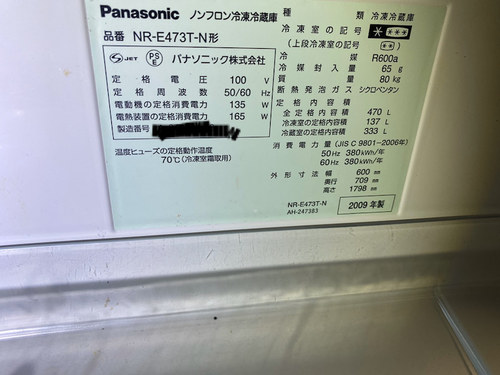 Panasonic ノンフロン冷凍冷蔵庫
品番 NR-E473T-N形
JET PSE パナソニック株式会社
定格電圧 100 V
定格周波数 50/60 Hz
電動機の定格消費電力 135 W
電熱装置の定格消費電力 165 W
製造番号
温度ヒューズの定格動作温度
70℃(冷凍室霜取用)
種類 冷凍冷蔵庫
冷凍室の記号 ****
(上段冷凍室の記号 **)
冷媒 R600a
冷媒封入量 65 g
質量 80 kg
断熱発泡ガス シクロペンタン
定格内容積
全定格内容積 470 L
冷凍室の定格内容積 137 L
冷蔵室の定格内容積 333 L
消費電力量 (JIS C 9801-2006年)
50Hz 380kWh/年
60Hz 380kWh/年
外形寸法 幅 600 mm
奥行 709 mm
高さ 1798 mm
NR-E473T-N
AH-247383
2009 年製